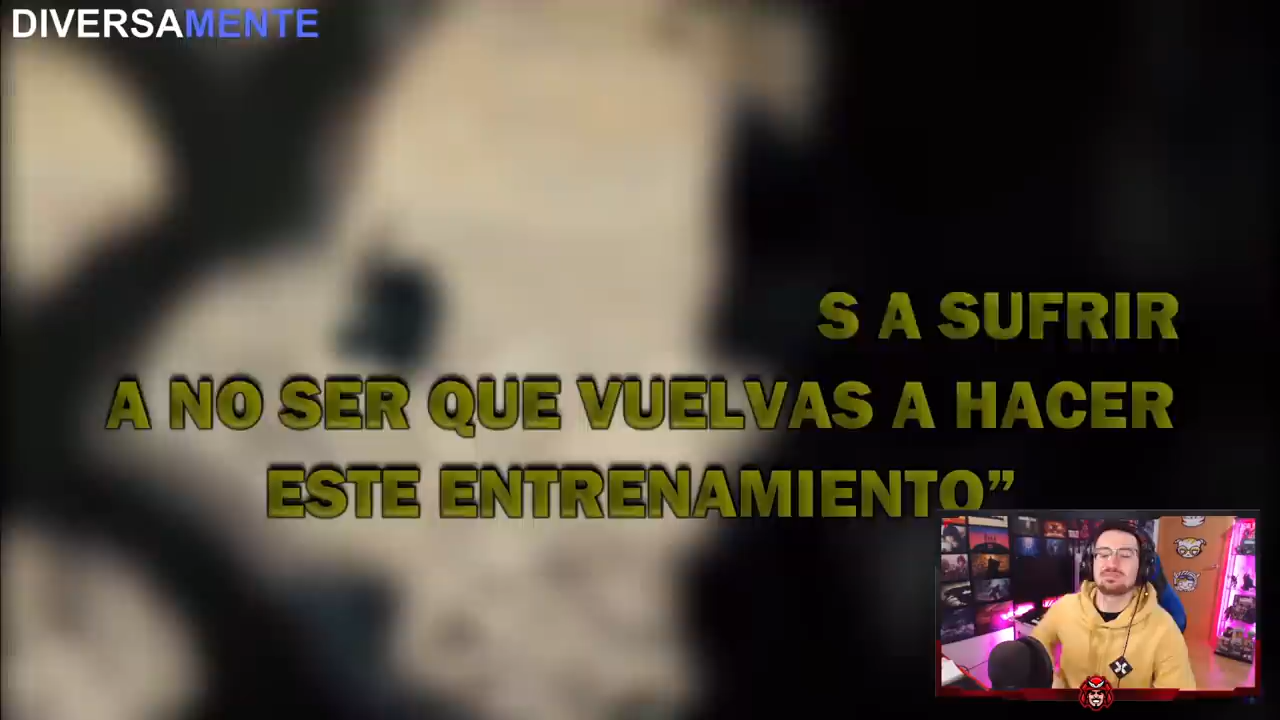 DIVERSAMENTE
S A SUFRIR
A NO SER QUE VUELVAS A HACER
ESTE ENTRENAMIENTO”